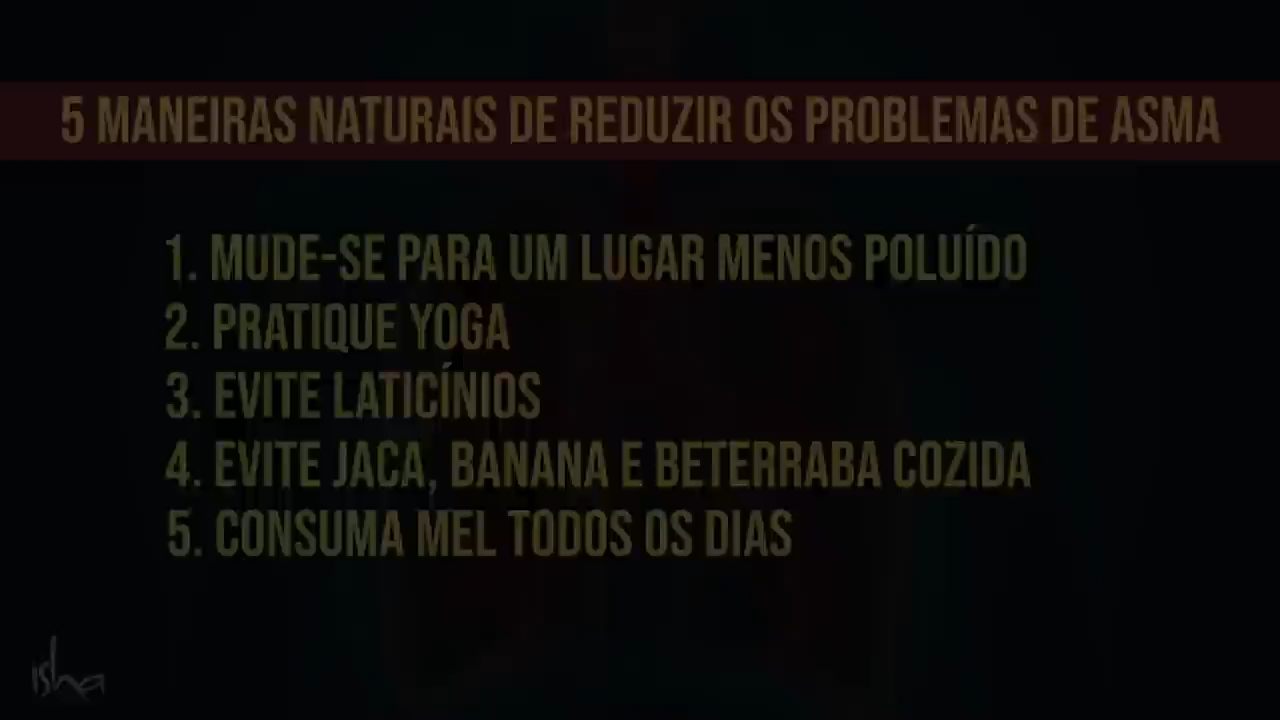 5 MANEIRAS NATURAIS DE REDUZIR OS PROBLEMAS DE ASMA
1. MUDE-SE PARA UM LUGAR MENOS POLUÍDO
2. PRATIQUE YOGA
3. EVITE LATICÍNIOS
4. EVITE JACA, BANANA E BETERRABA COZIDA
5. CONSUMA MEL TODOS OS DIAS
isha